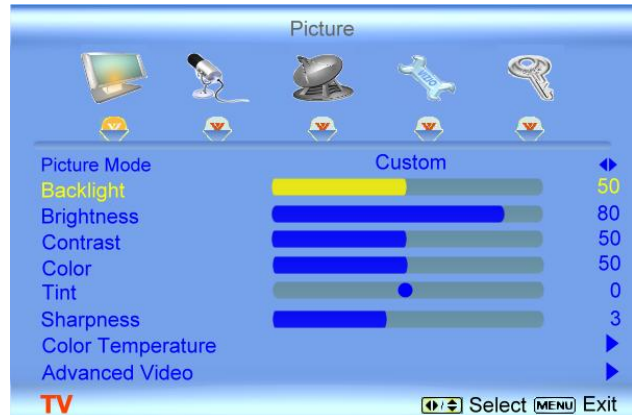 Picture
VIZIO
Picture Mode Custom
Backlight 50
Brightness 80
Contrast 50
Color 50
Tint 0
Sharpness 3
Color Temperature
Advanced Video
TV Select MENU Exit